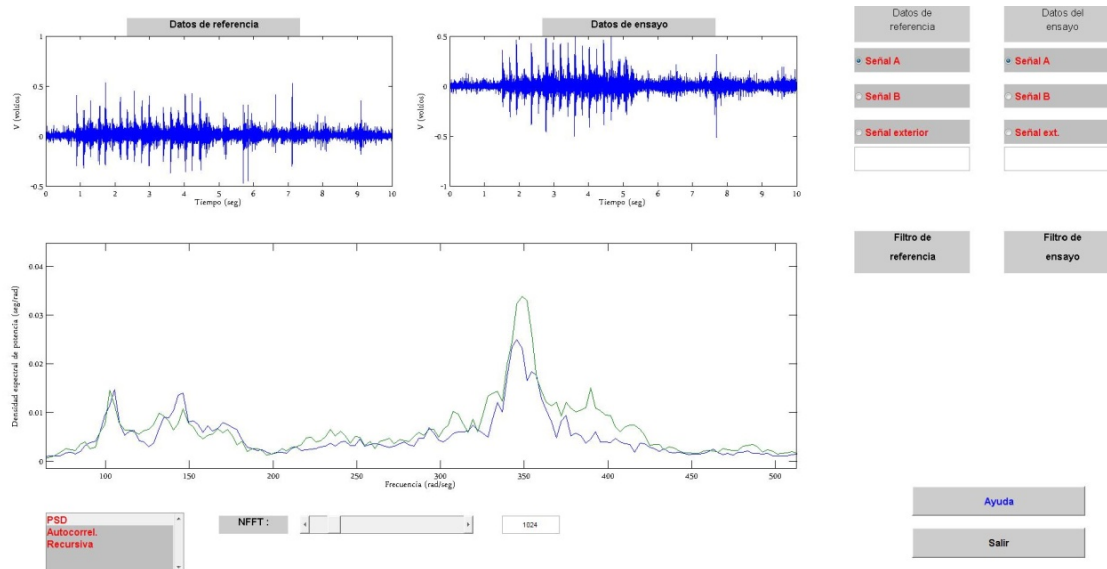 Datos de referencia
1
0.5
0
-0.5
V (voltios)
0 1 2 3 4 5 6 7 8 9 10
Tiempo (seg)
Datos de ensayo
0.5
0
-0.5
-1
V (voltios)
0 1 2 3 4 5 6 7 8 9 10
Tiempo (seg)
Datos de
referencia
Señal A
Señal B
Señal exterior
Datos del
ensayo
Señal A
Señal B
Señal ext.
Filtro de
referencia
Filtro de
ensayo
0.04
0.03
0.02
0.01
0
Densidad espectral de potencia (seg/rad)
100 150 200 250 300 350 400 450 500
Frecuencia (rad/seg)
PSD
Autocorrel.
Recursiva
NFFT :
1024
Ayuda
Salir